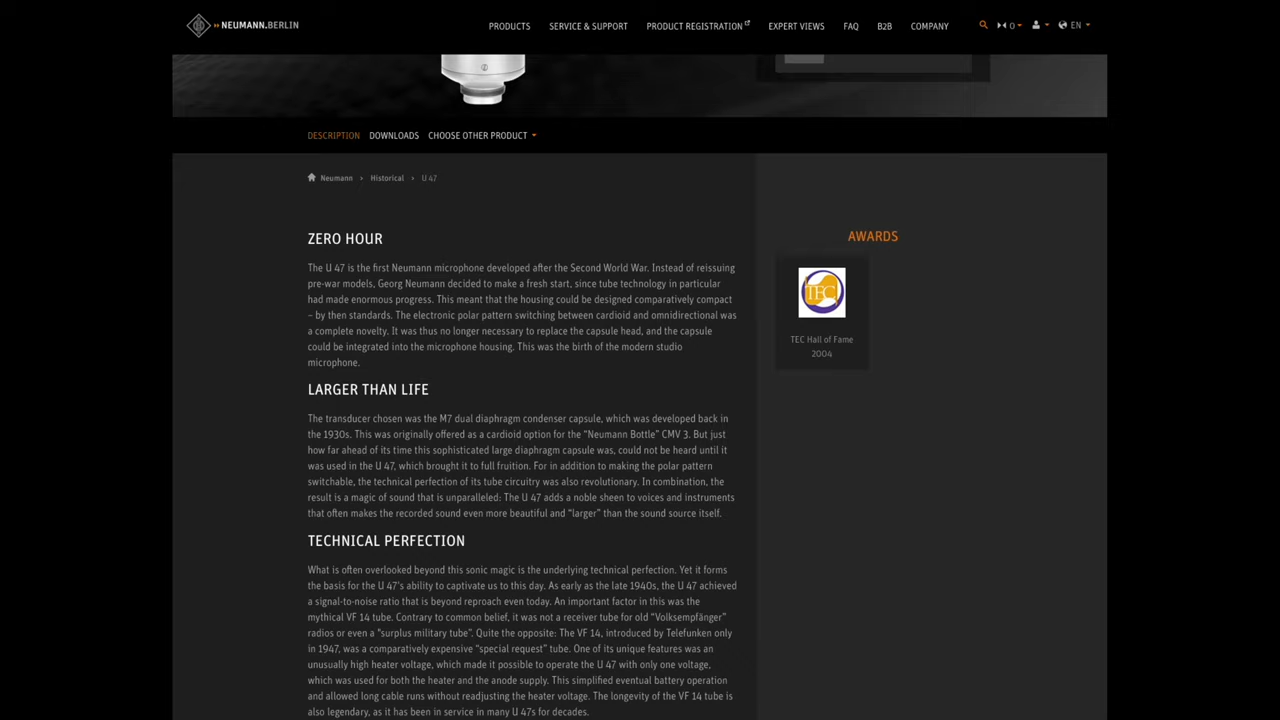 NEUMANN.BERLIN
PRODUCTS SERVICE & SUPPORT PRODUCT REGISTRATION EXPERT VIEWS FAQ B2B COMPANY 0 EN
DESCRIPTION DOWNLOADS CHOOSE OTHER PRODUCT
Neumann > Historical > U 47
ZERO HOUR
The U 47 is the first Neumann microphone developed after the Second World War. Instead of reissuing
pre-war models, Georg Neumann decided to make a fresh start, since tube technology in particular
had made enormous progress. This meant that the housing could be designed comparatively compact
– by then standards. The electronic polar pattern switching between cardioid and omnidirectional was
a complete novelty. It was thus no longer necessary to replace the capsule head, and the capsule
could be integrated into the microphone housing. This was the birth of the modern studio
microphone.
LARGER THAN LIFE
The transducer chosen was the M7 dual diaphragm condenser capsule, which was developed back in
the 1930s. This was originally offered as a cardioid option for the “Neumann Bottle” CMV 3. But just
how far ahead of its time this sophisticated large diaphragm capsule was, could not be heard until it
was used in the U 47, which brought it to full fruition. For in addition to making the polar pattern
switchable, the technical perfection of its tube circuitry was also revolutionary. In combination, the
result is a magic of sound that is unparalleled: The U 47 adds a noble sheen to voices and instruments
that often makes the recorded sound even more beautiful and “larger” than the sound source itself.
TECHNICAL PERFECTION
What is often overlooked beyond this sonic magic is the underlying technical perfection. Yet it forms
the basis for the U 47’s ability to captivate us to this day. As early as the late 1940s, the U 47 achieved
a signal-to-noise ratio that is beyond reproach even today. An important factor in this was the
mythical VF 14 tube. Contrary to common belief, it was not a receiver tube for old “Volksempfänger”
radios or even a "surplus military tube”. Quite the opposite: The VF 14, introduced by Telefunken only
in 1947, was a comparatively expensive “special request” tube. One of its unique features was an
unusually high heater voltage, which made it possible to operate the U 47 with only one voltage,
which was used for both the heater and the anode supply. This simplified eventual battery operation
and allowed long cable runs without readjusting the heater voltage. The longevity of the VF 14 tube is
also legendary, as it has been in service in many U 47s for decades.
AWARDS
TEC
TEC Hall of Fame
2004